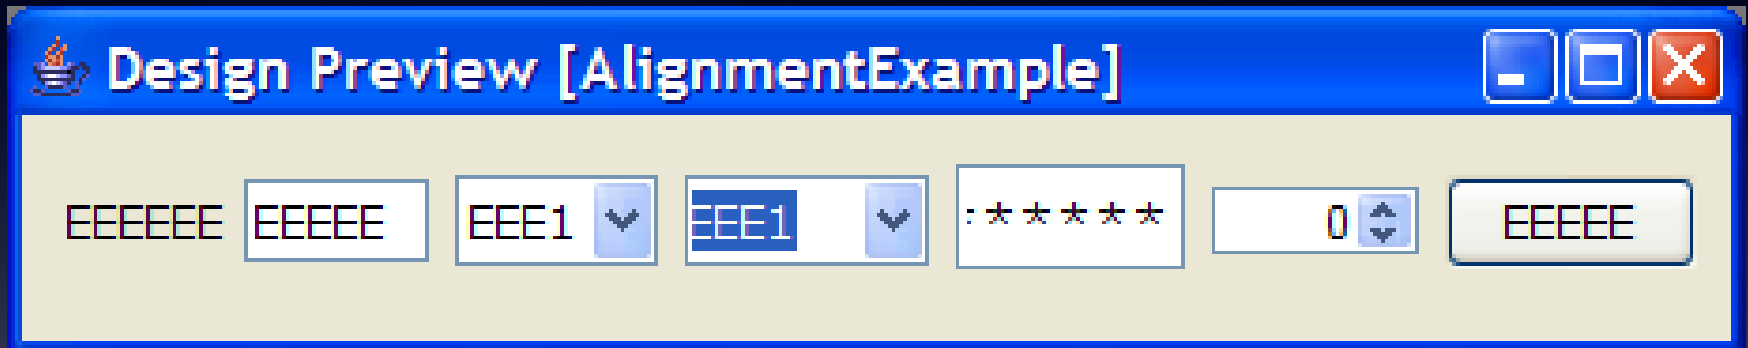 Design Preview [AlignmentExample]
EEEEEE EEEEE EEE1 EEE1 :***** 0 EEEEE